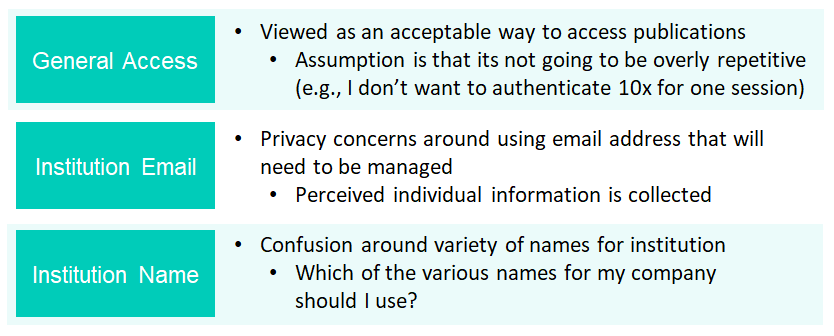 General Access
• Viewed as an acceptable way to access publications
• Assumption is that its not going to be overly repetitive
(e.g., I don’t want to authenticate 10x for one session)
Institution Email
• Privacy concerns around using email address that will
need to be managed
• Perceived individual information is collected
Institution Name
• Confusion around variety of names for institution
• Which of the various names for my company
should I use?